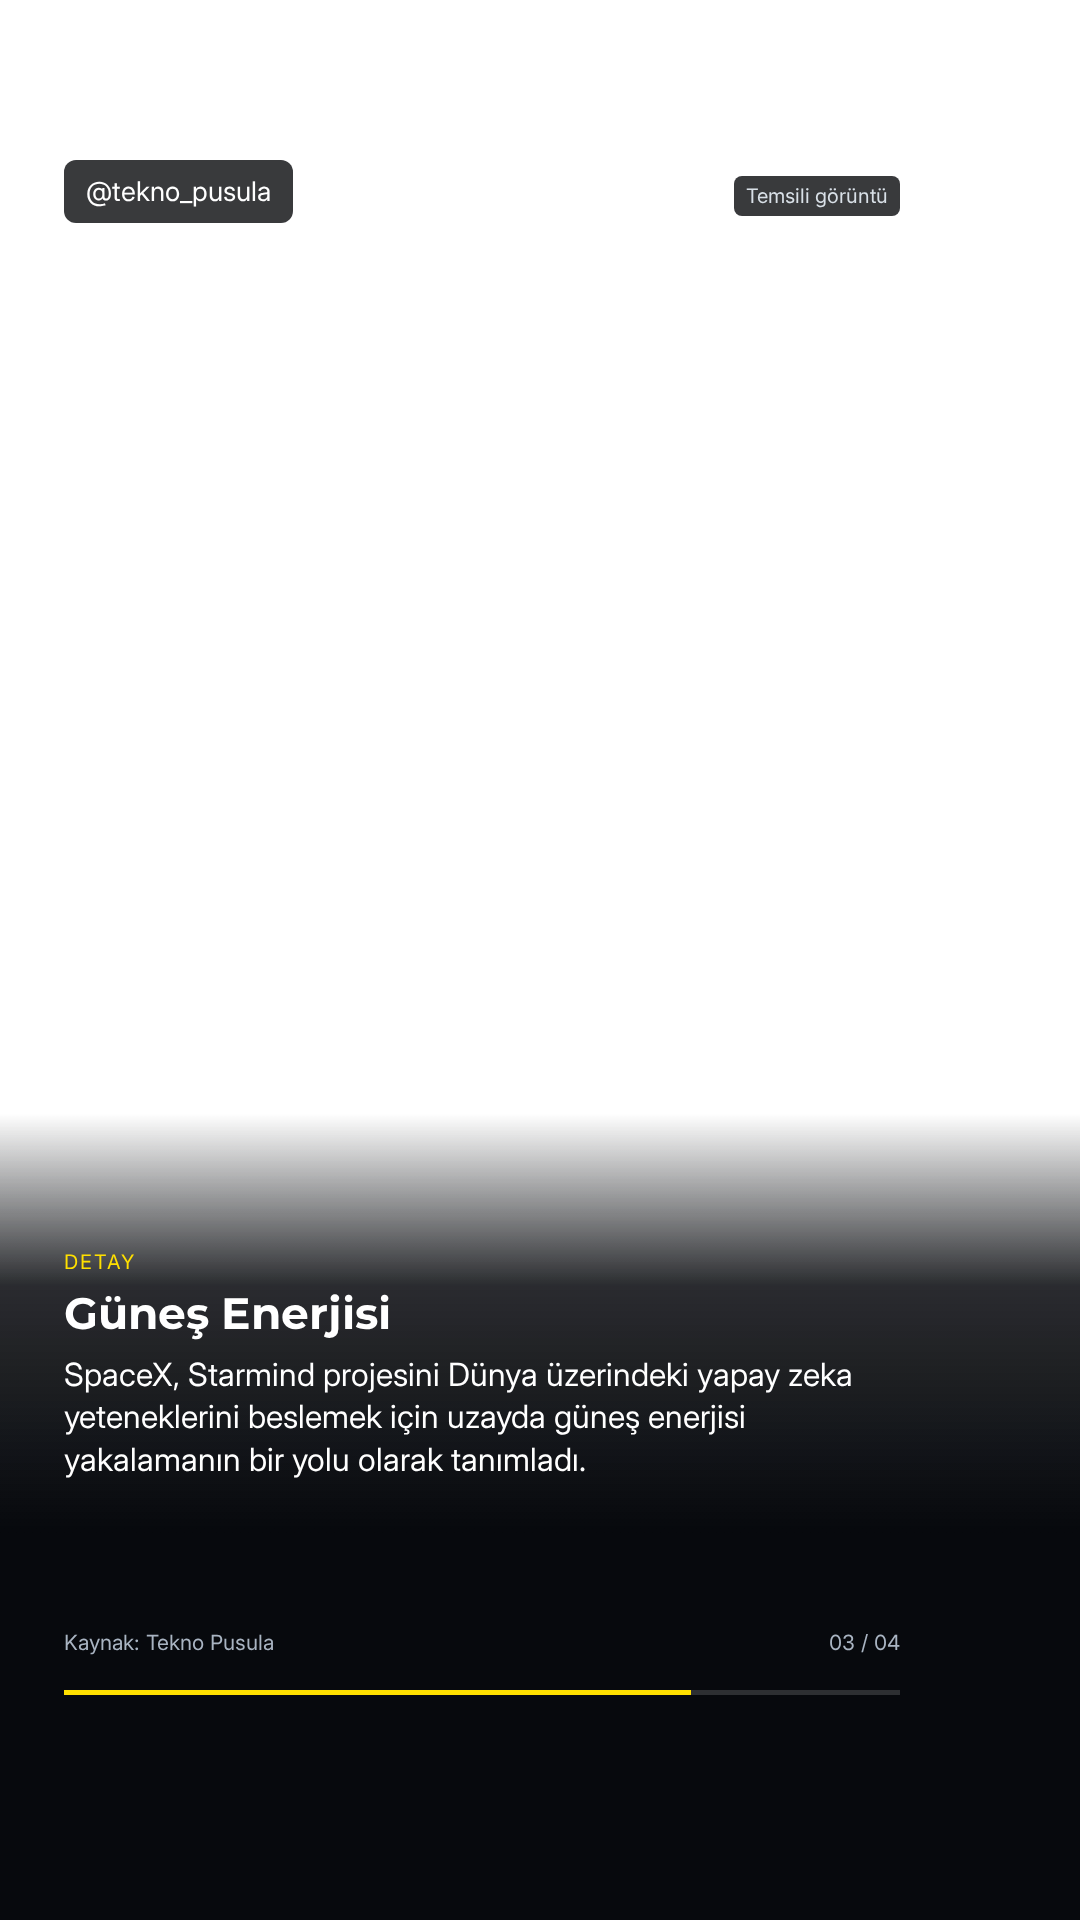 @tekno_pusula
Temsili görüntü
DETAY
Güneş Enerjisi
SpaceX, Starmind projesini Dünya üzerindeki yapay zeka
yeteneklerini beslemek için uzayda güneş enerjisi
yakalamanın bir yolu olarak tanımladı.
Kaynak: Tekno Pusula
03 / 04